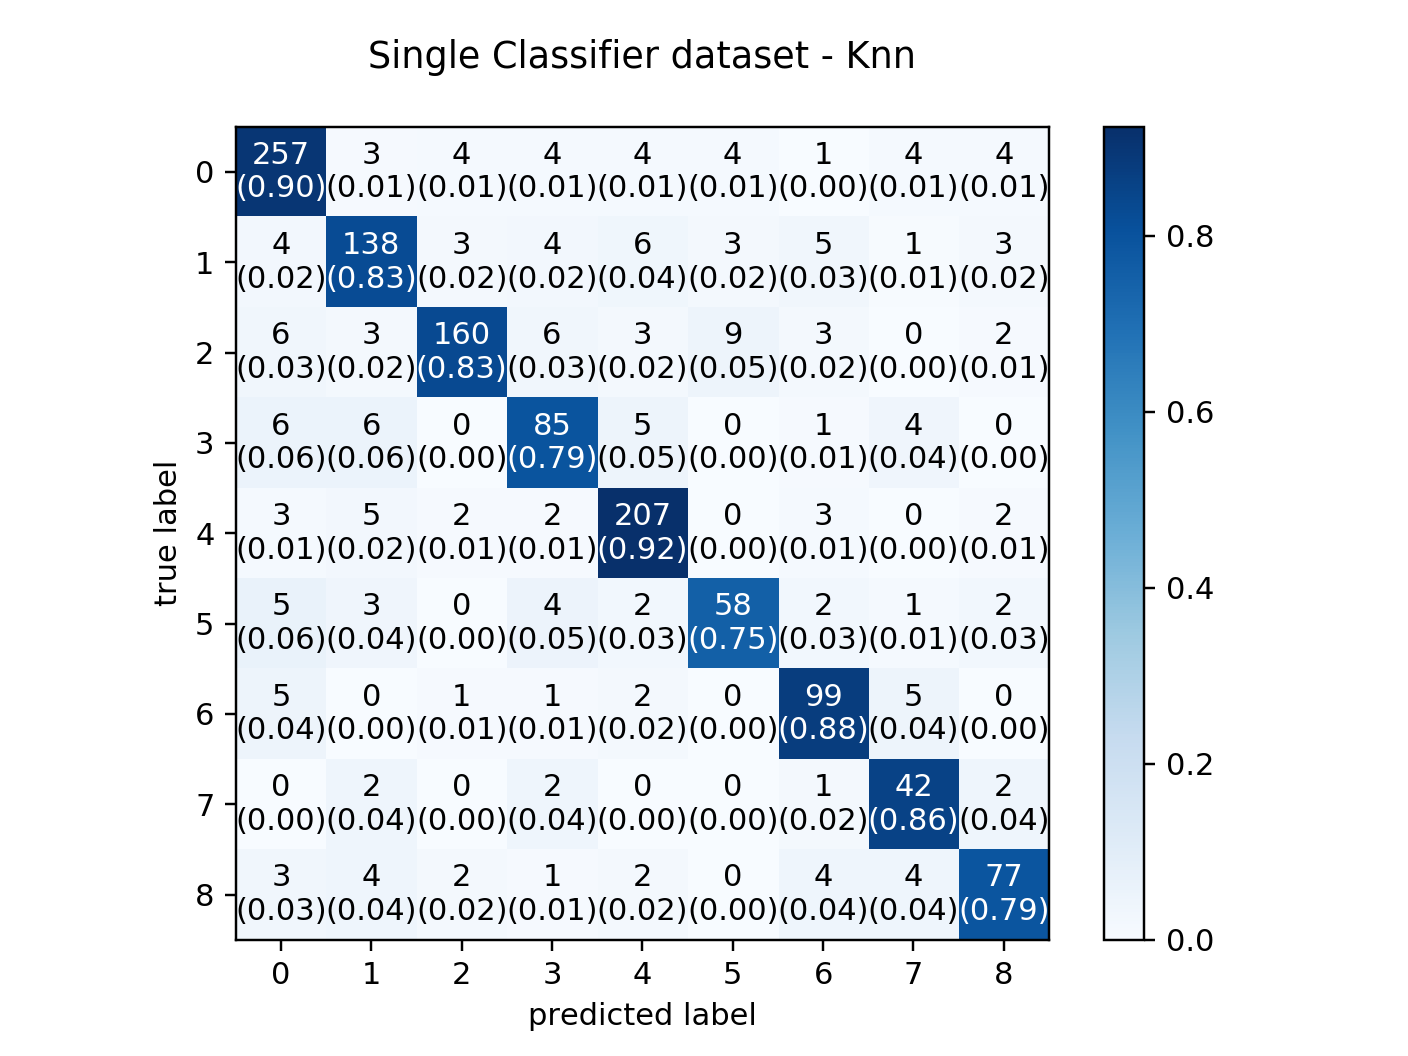 Single Classifier dataset - Knn
257 3 4 4 4 4 1 4 4
(0.90) (0.01) (0.01) (0.01) (0.01) (0.01) (0.00) (0.01) (0.01)
0
4 138 3 4 6 3 5 1 3
(0.02) (0.83) (0.02) (0.02) (0.04) (0.02) (0.03) (0.01) (0.02)
1
6 3 160 6 3 9 3 0 2
(0.03) (0.02) (0.83) (0.03) (0.02) (0.05) (0.02) (0.00) (0.01)
2
6 6 0 85 5 0 1 4 0
(0.06) (0.06) (0.00) (0.79) (0.05) (0.00) (0.01) (0.04) (0.00)
3
3 5 2 2 207 0 3 0 2
(0.01) (0.02) (0.01) (0.01) (0.92) (0.00) (0.01) (0.00) (0.01)
4
5 3 0 4 2 58 2 1 2
(0.06) (0.04) (0.00) (0.05) (0.03) (0.75) (0.03) (0.01) (0.03)
5
5 0 1 1 2 0 99 5 0
(0.04) (0.00) (0.01) (0.01) (0.02) (0.00) (0.88) (0.04) (0.00)
6
0 2 0 2 0 0 1 42 2
(0.00) (0.04) (0.00) (0.04) (0.00) (0.00) (0.02) (0.86) (0.04)
7
3 4 2 1 2 0 4 4 77
(0.03) (0.04) (0.02) (0.01) (0.02) (0.00) (0.04) (0.04) (0.79)
8
true label
0 1 2 3 4 5 6 7 8
predicted label
0.8
0.6
0.4
0.2
0.0